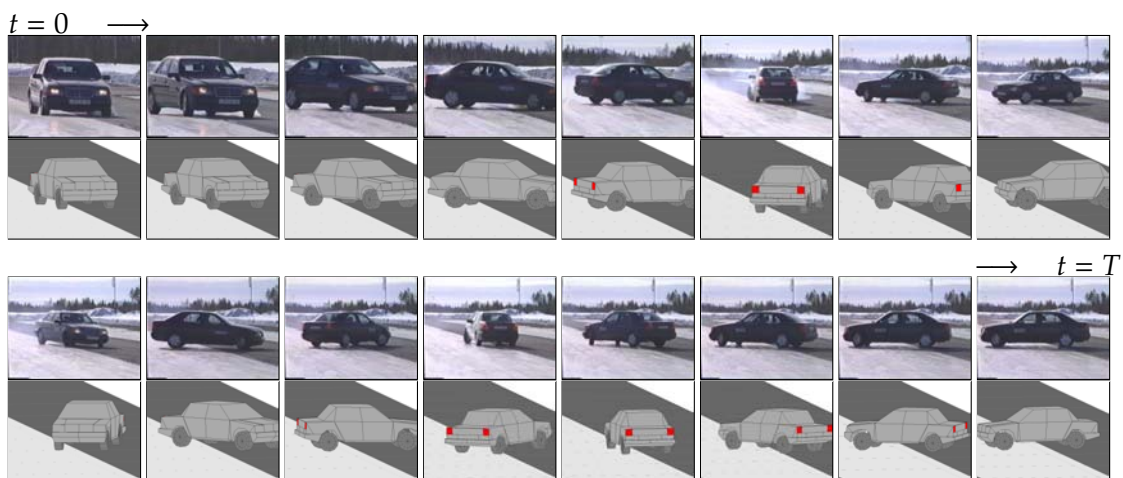 t = 0 ⟶
⟶ t = T